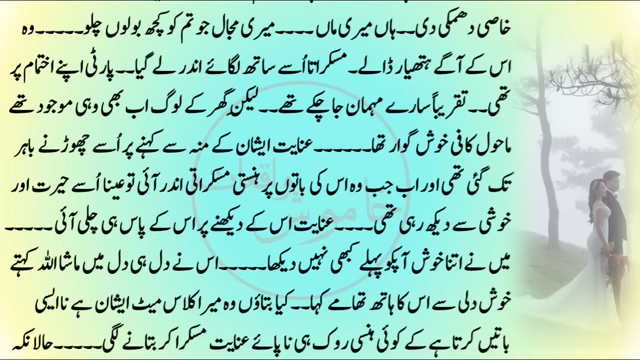 خاصی دھمکی دی۔۔ہاں میری ماں۔۔۔۔میری مجال جو تم کو کچھ بولوں چلو۔۔۔۔۔وہ
اس کے آگے ہتھیار ڈالے۔مسکراتا اُسے ساتھ لگائے اندر لے گیا۔۔پارٹی اپنے اختمام پر
تھی۔۔تقریباً سارے مہمان جاچکے تھے۔۔لیکن گھر کے لوگ اب بھی وہی موجود تھے
ماحول کافی خوش گوار تھا۔۔۔۔۔۔عنایت ایشان کے منہ سے کہنے پر اُسے چھوڑنے باہر
تک گئی تھی اور اب جب وہ اس کی باتوں پر ہنستی مسکراتی اندر آئی تو عینا اُسے حیرت اور
خوشی سے دیکھ رہی تھی۔۔۔۔عنایت اس کے دیکھنے پر اس کے پاس ہی چلی آئی۔۔۔۔۔
میں نے اتنا خوش آپکو پہلے کبھی نہیں دیکھا۔۔۔۔۔اس نے دل ہی دل میں ماشااللہ کہتے
خوش دلی سے اس کا ہاتھ تھامے کہا۔۔کیا بتاؤں وہ میرا کلاس میٹ ایشان ہے نا ایسی
باتیں کرتا ہے کے کوئی ہنسی روک ہی نا پائے عنایت مسکرا کر بتانے لگی۔۔۔۔۔حالانکہ